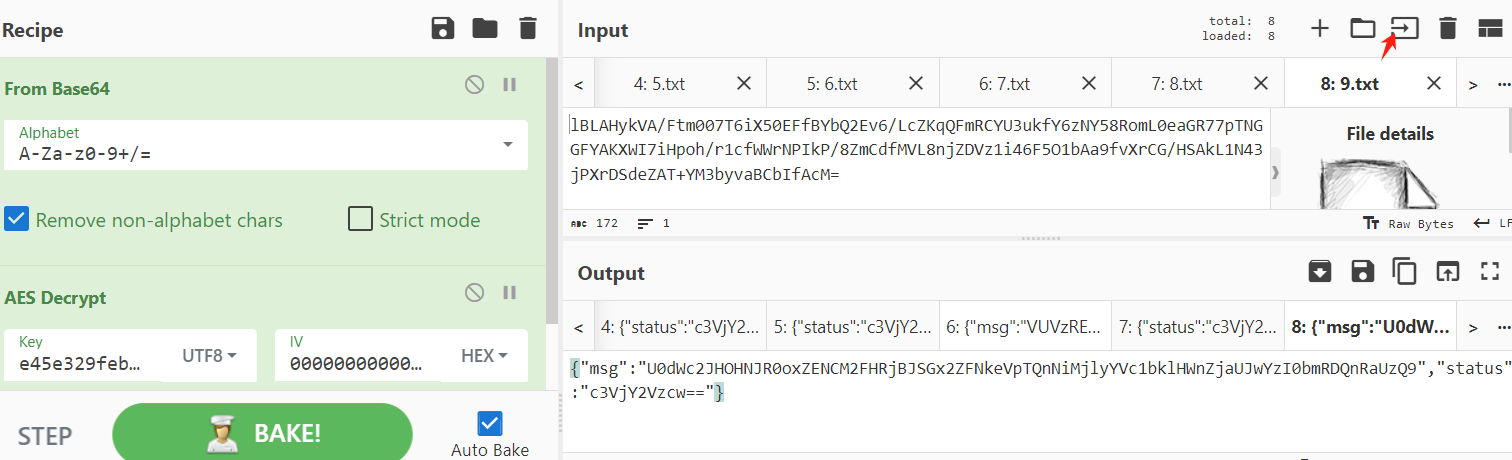 Recipe
From Base64
Alphabet
A-Za-z0-9+/=
Remove non-alphabet chars
Strict mode
AES Decrypt
Key
e45e329feb…
UTF8
IV
00000000000…
HEX
STEP
BAKE!
Auto Bake
Input
total: 8
loaded: 8
<
4: 5.txt
5: 6.txt
6: 7.txt
7: 8.txt
8: 9.txt
>
…
lBLAHykVA/Ftm007T6iX50EFfBYbQ2Ev6/LcZKqQFmRCYU3ukfY6zNY58RomL0eaGR77pTNG
GFYAKXWI7iHpoh/r1cfWWrNPIkP/8ZmCdfMVL8njZDVz1i46F5O1bAa9fvXrCG/HSAkL1N43
jPXrDSdeZAT+YM3byvaBCbIfAcM=
File details
ABC 172
1
Raw Bytes
LF
Output
<
4: {"status":"c3VjY2…
5: {"status":"c3VjY2…
6: {"msg":"VUVzRE…
7: {"status":"c3VjY2…
8: {"msg":"U0dW…
>
…
{"msg":"U0dWc2JHOHNJR0oxZENCM2FHRjBJSGx2ZFNkeVpTQnNiMjlyYVc1bklHWnZjaUJwYzI0bmRDQnRaUzQ9","status"
:"c3VjY2Vzcw=="}